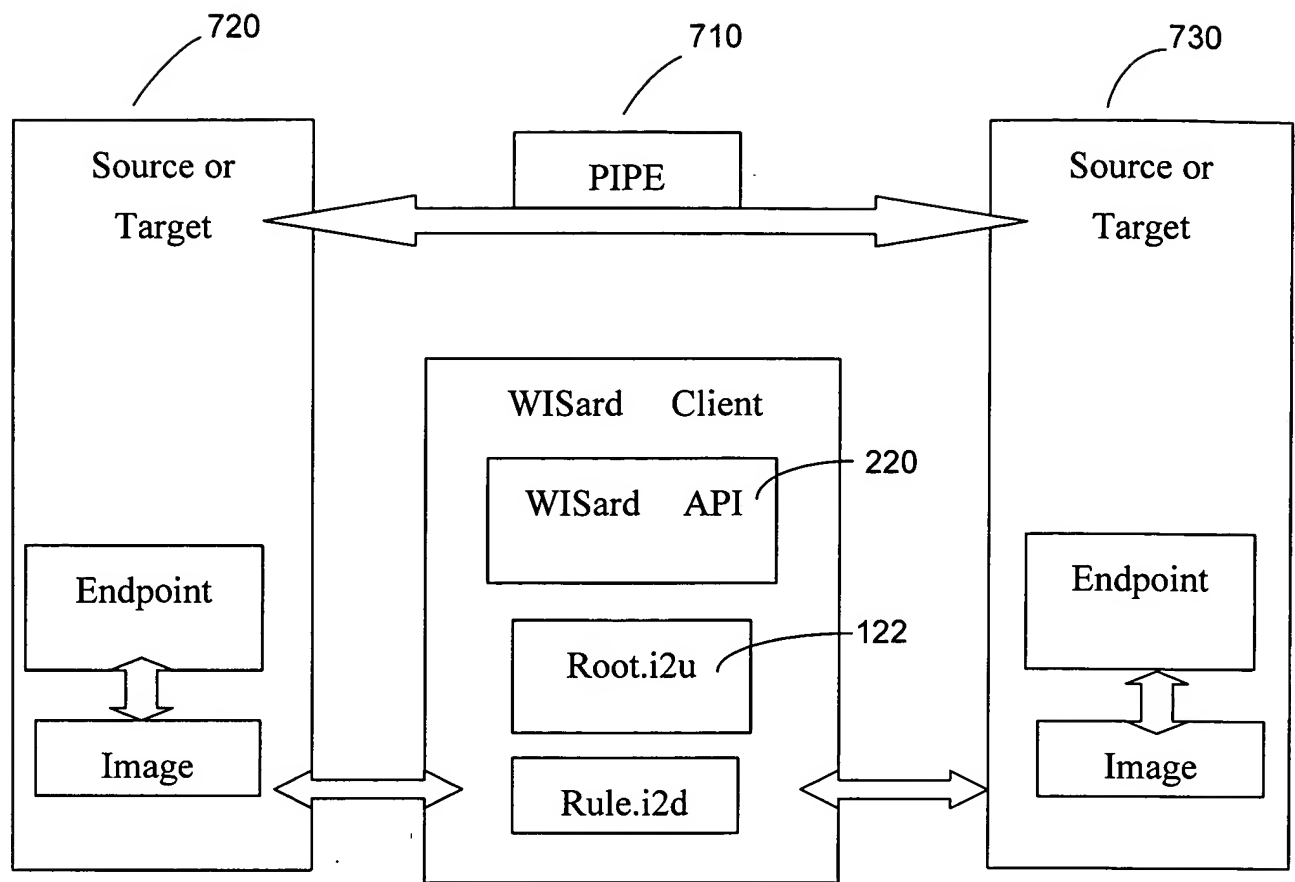 720
710
730
Source or
Target
PIPE
Source or
Target
WISard Client
WISard API
220
Endpoint
Endpoint
Root.i2u
122
Image
Rule.i2d
Image